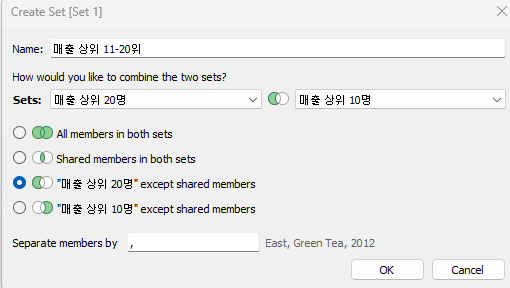 Create Set [Set 1]
Name: 매출 상위 11-20위
How would you like to combine the two sets?
Sets: 매출 상위 20명 매출 상위 10명
All members in both sets
Shared members in both sets
"매출 상위 20명" except shared members
"매출 상위 10명" except shared members
Separate members by , East, Green Tea, 2012
OK Cancel